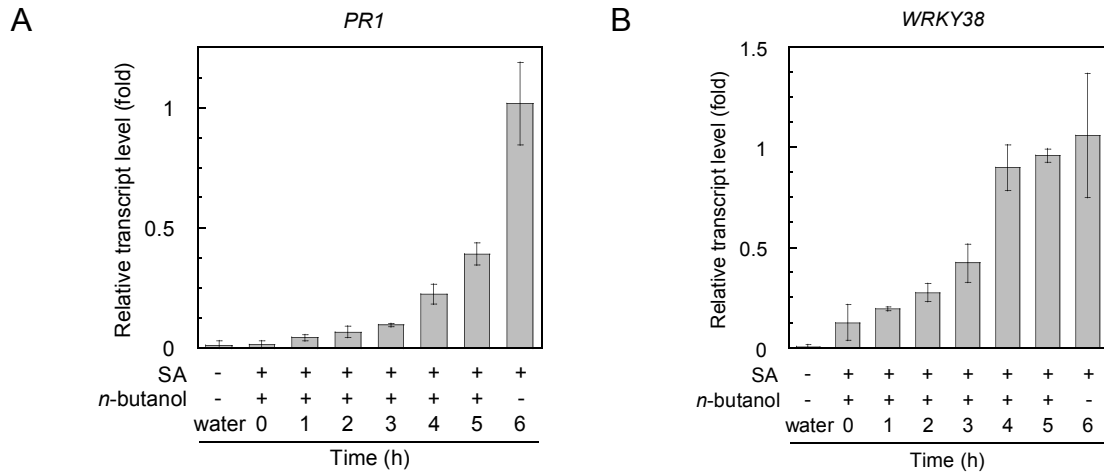 A
PR1
Relative transcript level (fold)
1
0.5
0
SA - + + + + + + +
n-butanol - + + + + + + -
water 0 1 2 3 4 5 6
Time (h)
B
WRKY38
Relative transcript level (fold)
1.5
1
0.5
0
SA - + + + + + + +
n-butanol - + + + + + + -
water 0 1 2 3 4 5 6
Time (h)